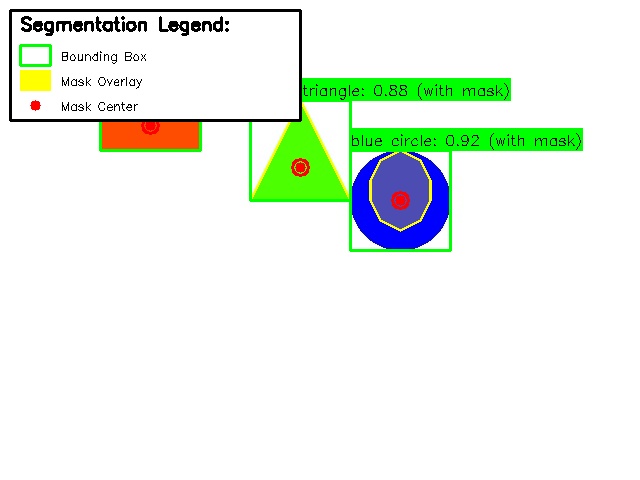 Segmentation Legend:
Bounding Box
Mask Overlay
Mask Center
triangle: 0.88 (with mask)
blue circle: 0.92 (with mask)